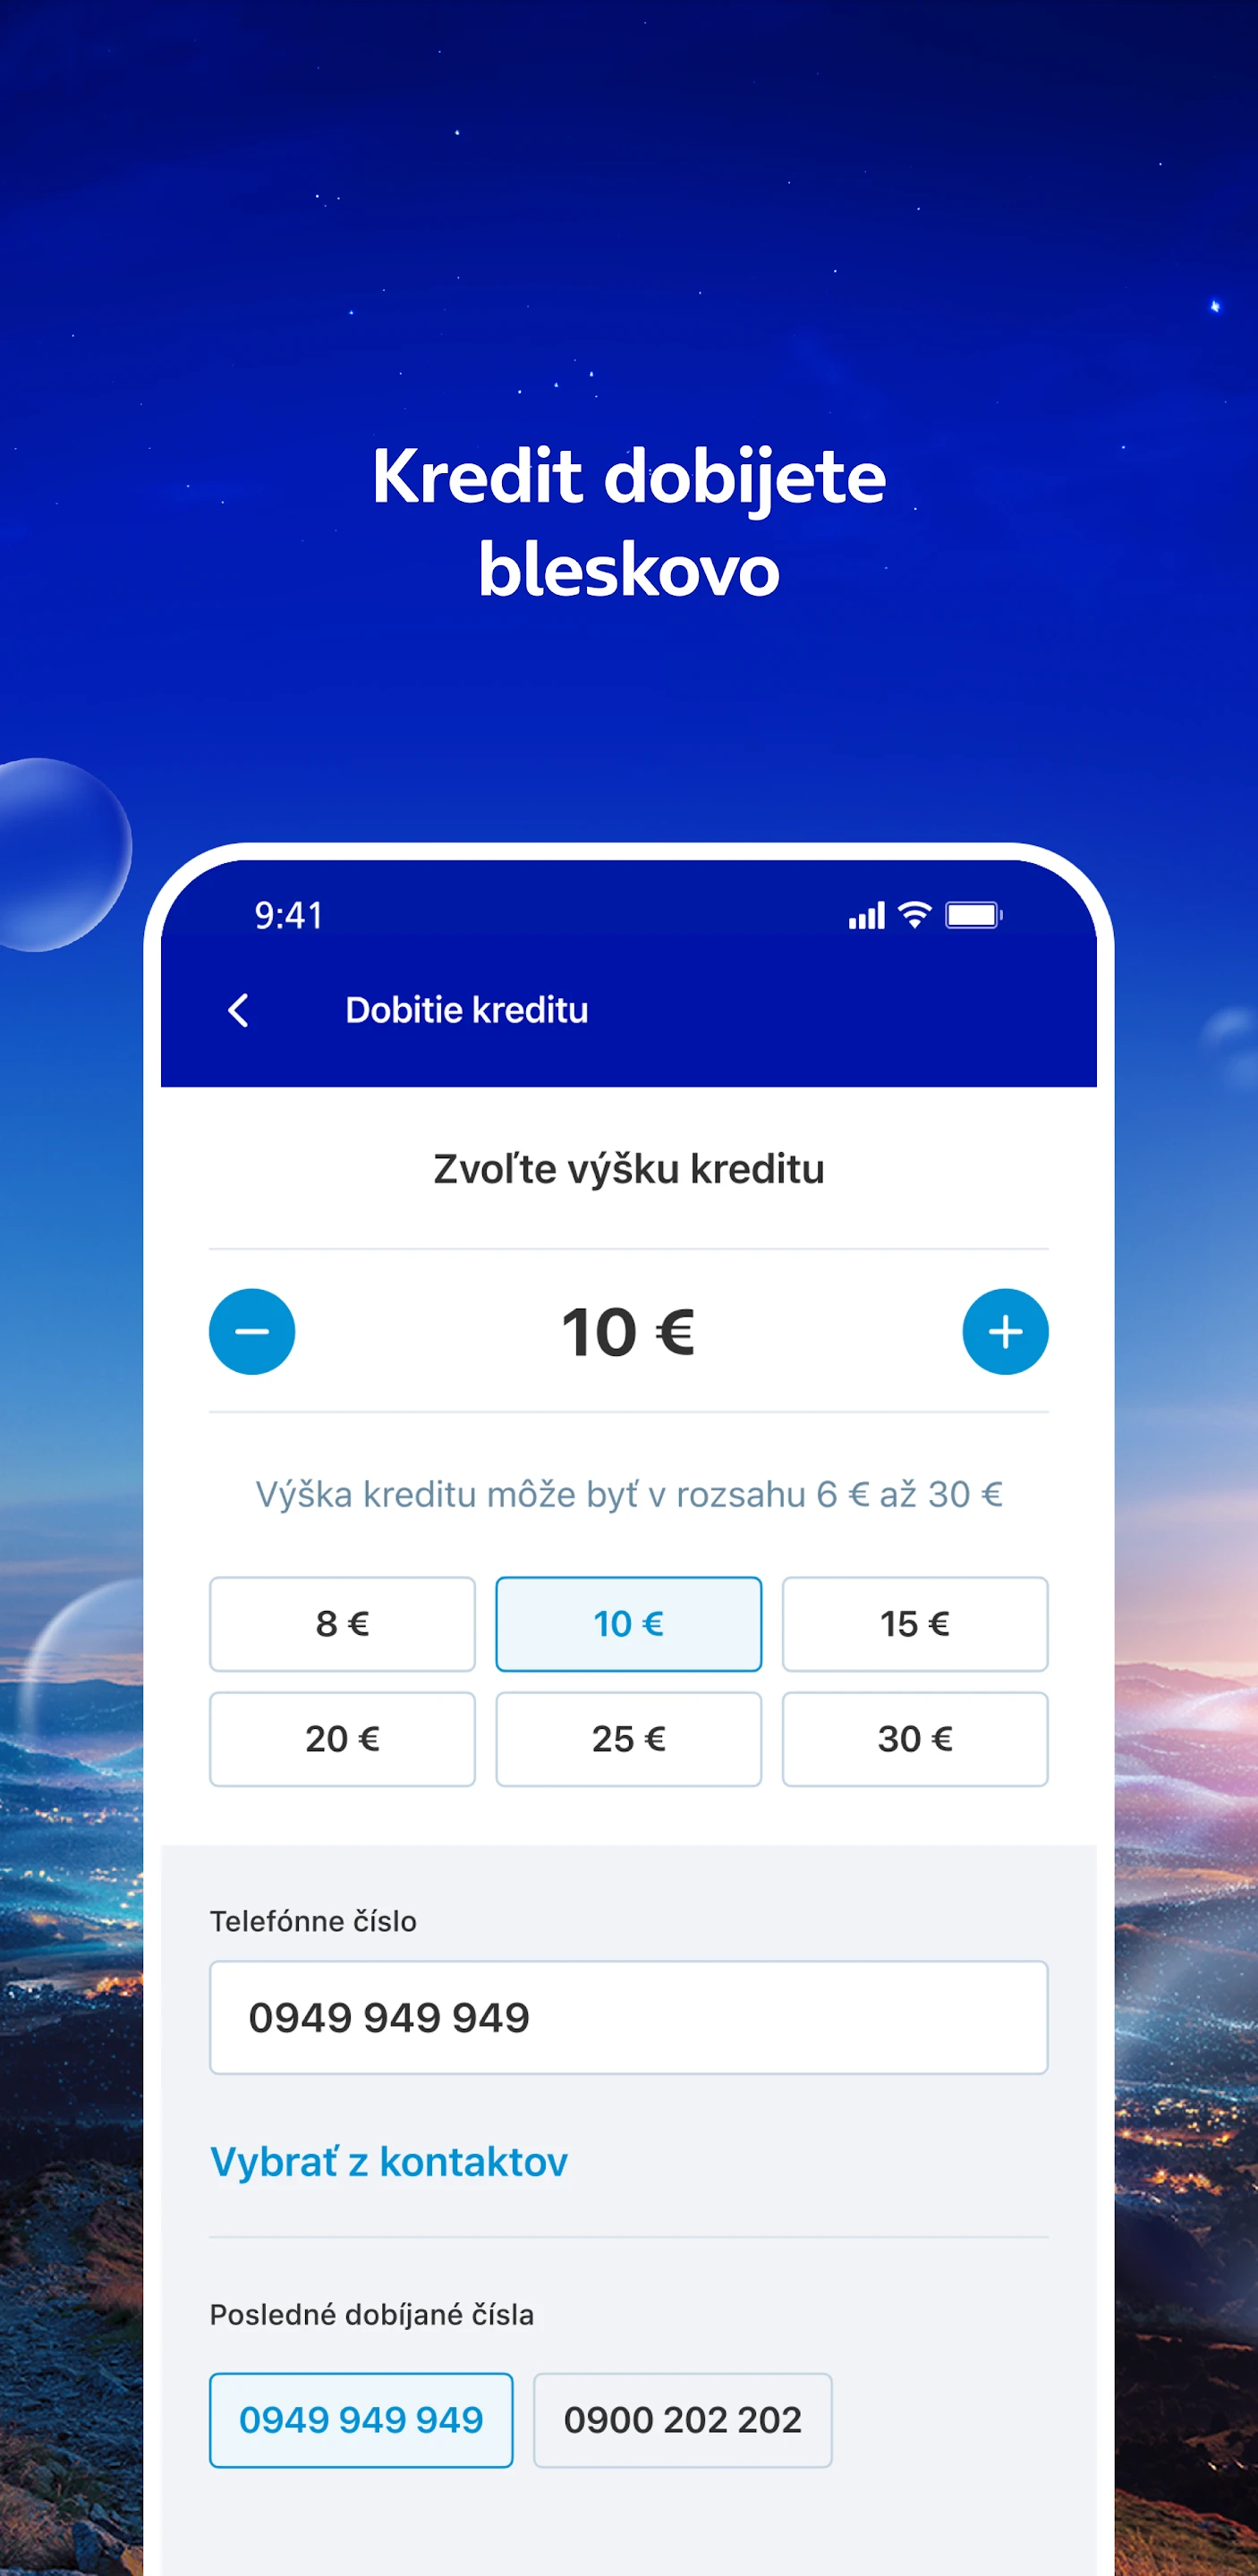 Kredit dobijete
bleskovo
9:41
Dobitie kreditu
Zvoľte výšku kreditu
10 €
Výška kreditu môže byť v rozsahu 6 € až 30 €
8 €
10 €
15 €
20 €
25 €
30 €
Telefónne číslo
0949 949 949
Vybrať z kontaktov
Posledné dobíjané čísla
0949 949 949
0900 202 202